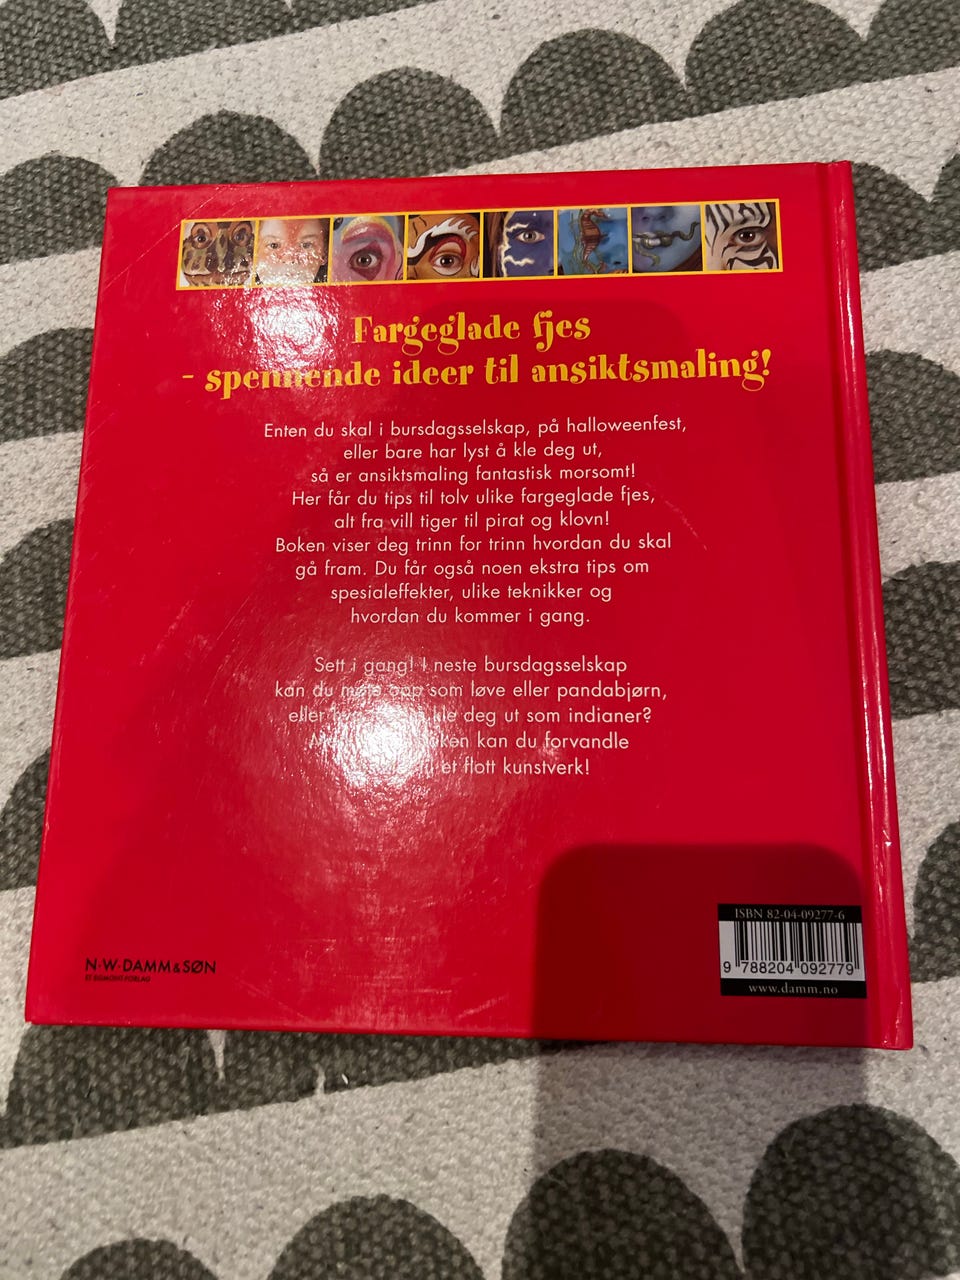 Fargeglade fjes
- spennende ideer til ansiktsmaling!
Enten du skal i bursdagsselskap, på halloweenfest,
eller bare har lyst å kle deg ut,
så er ansiktsmaling fantastisk morsomt!
Her får du tips til tolv ulike fargeglade fjes,
alt fra vill tiger til pirat og klovn!
Boken viser deg trinn for trinn hvordan du skal
gå fram. Du får også noen ekstra tips om
spesialeffekter, ulike teknikker og
hvordan du kommer i gang.
Sett i gang! I neste bursdagsselskap
kan du møte opp som løve eller pandabjørn,
eller kle deg ut som indianer?
kan du forvandle
et flott kunstverk!
N·W·DAMM & SØN
ET EGMONT-FORLAG
ISBN 82-04-09277-6
9 788204 092779
www.damm.no